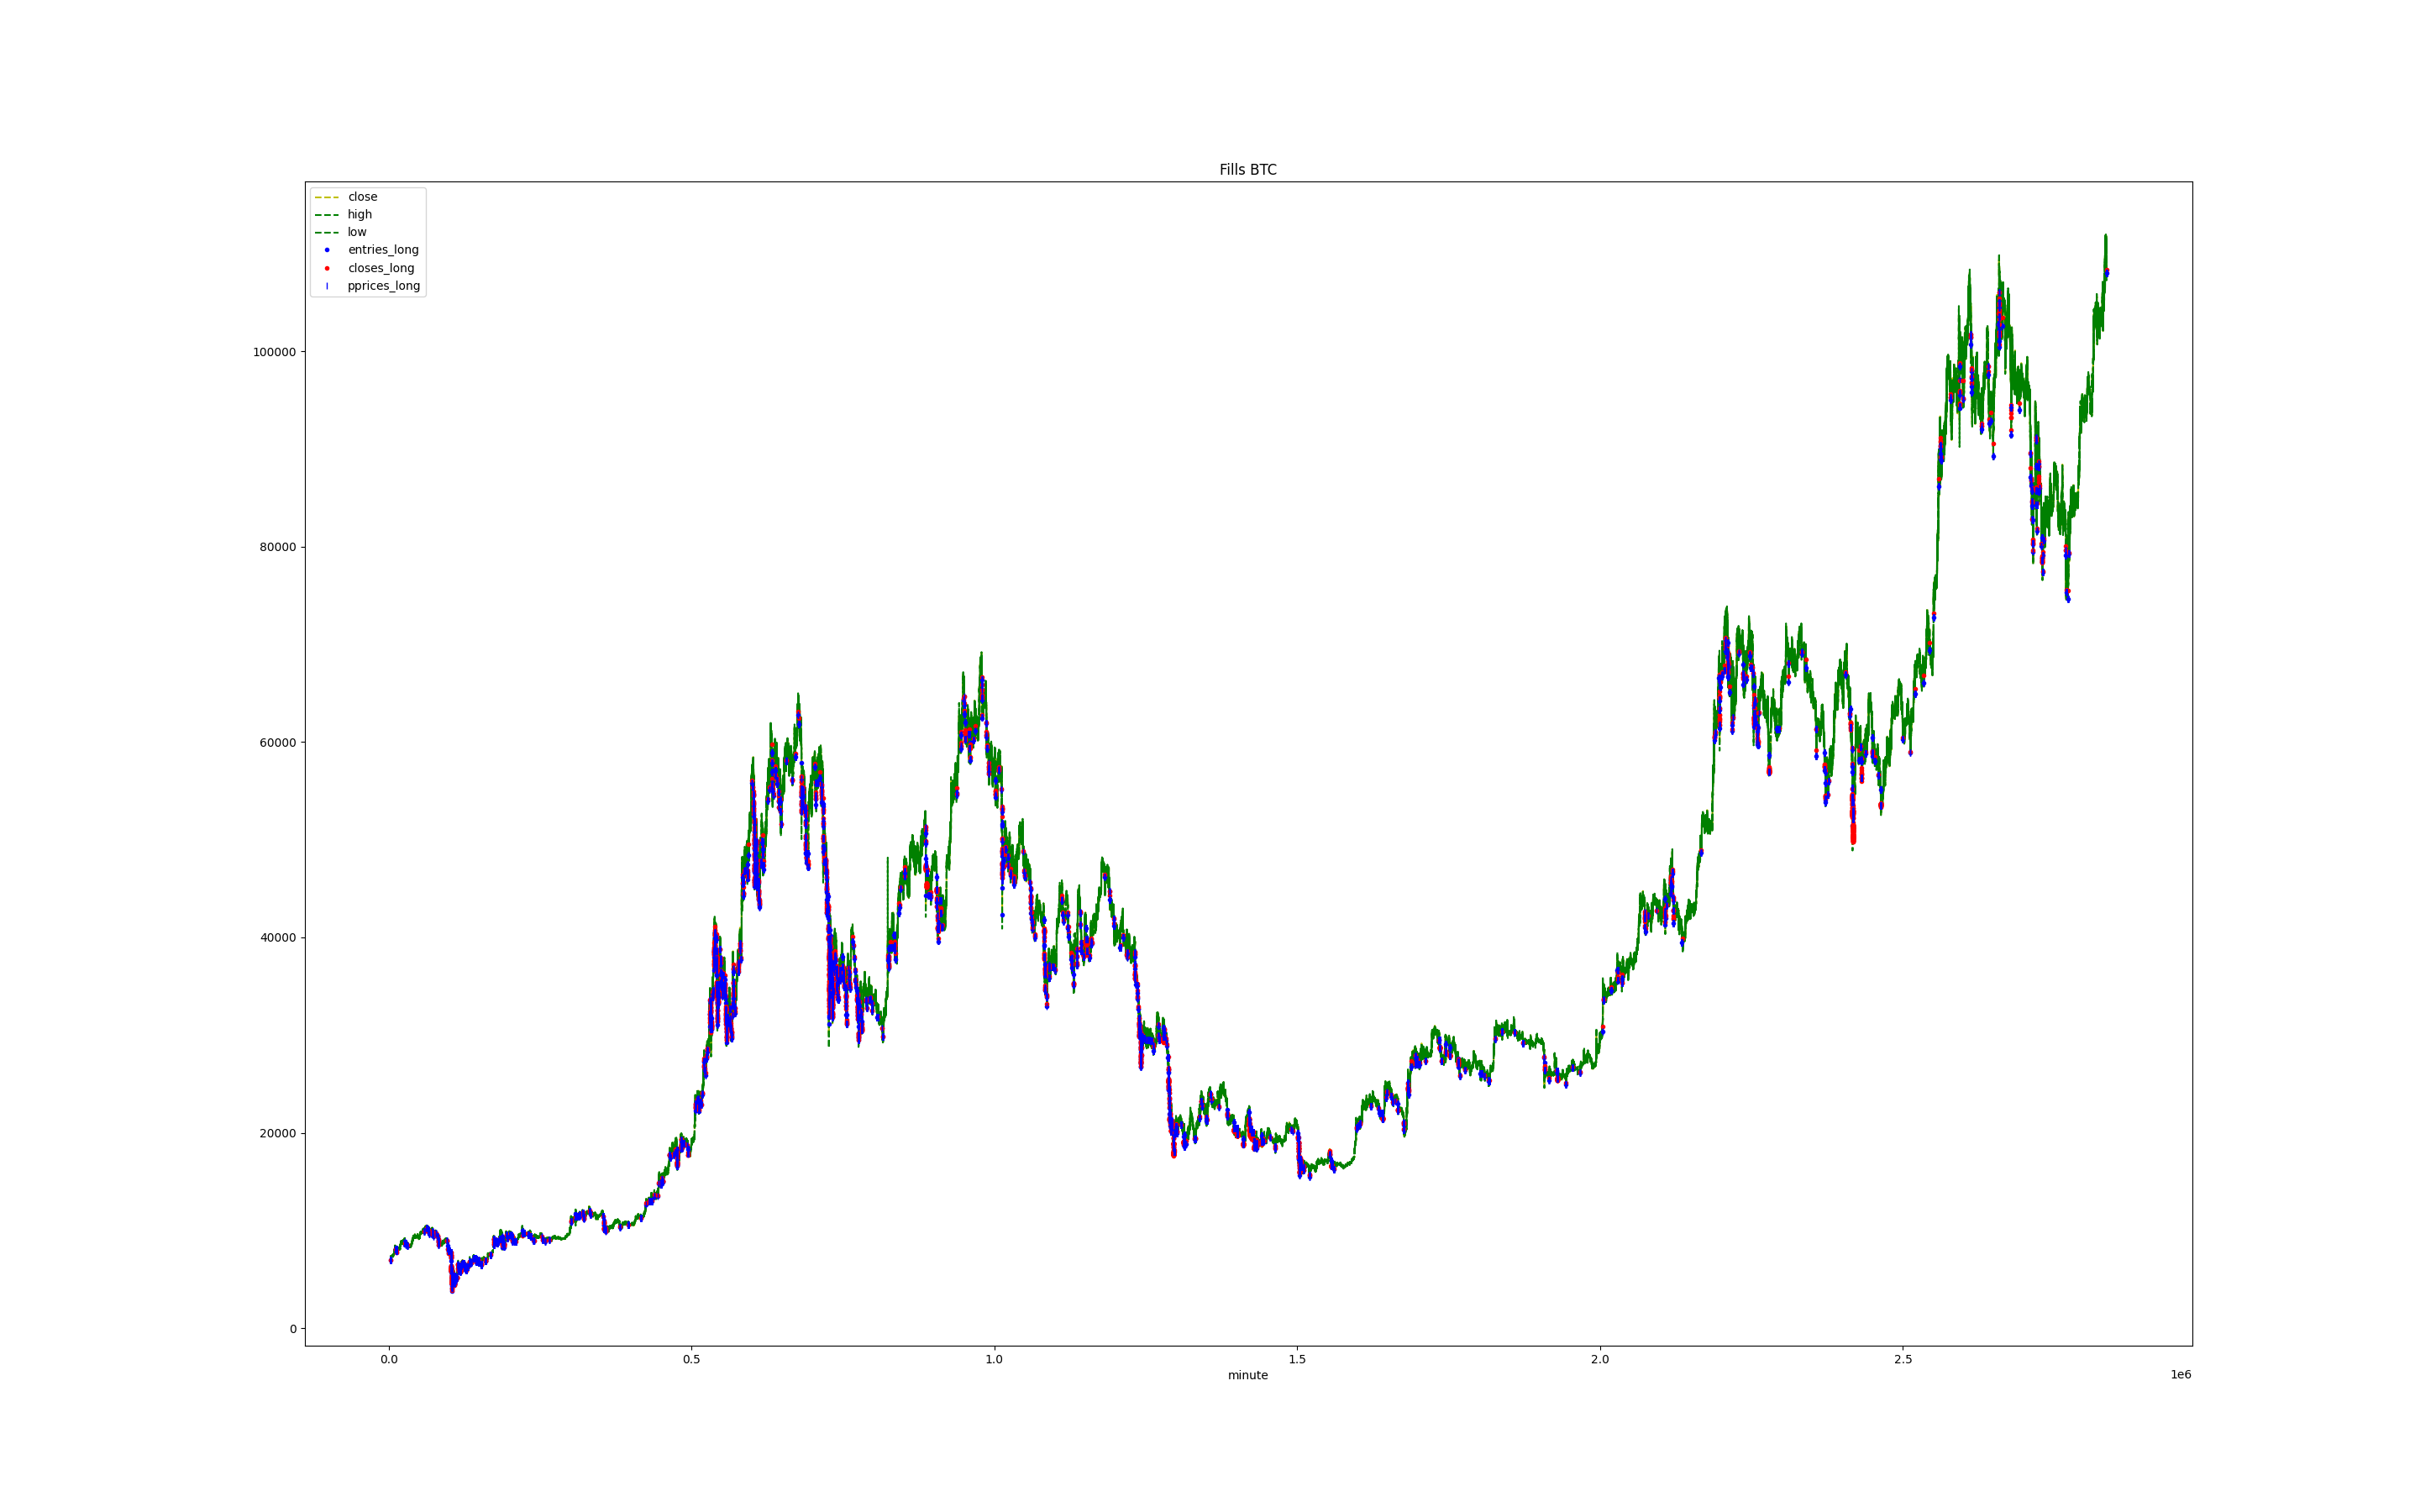 Fills BTC
close
high
low
entries_long
closes_long
pprices_long
100000
80000
60000
40000
20000
0
0.0 0.5 1.0 1.5 2.0 2.5
minute
1e6